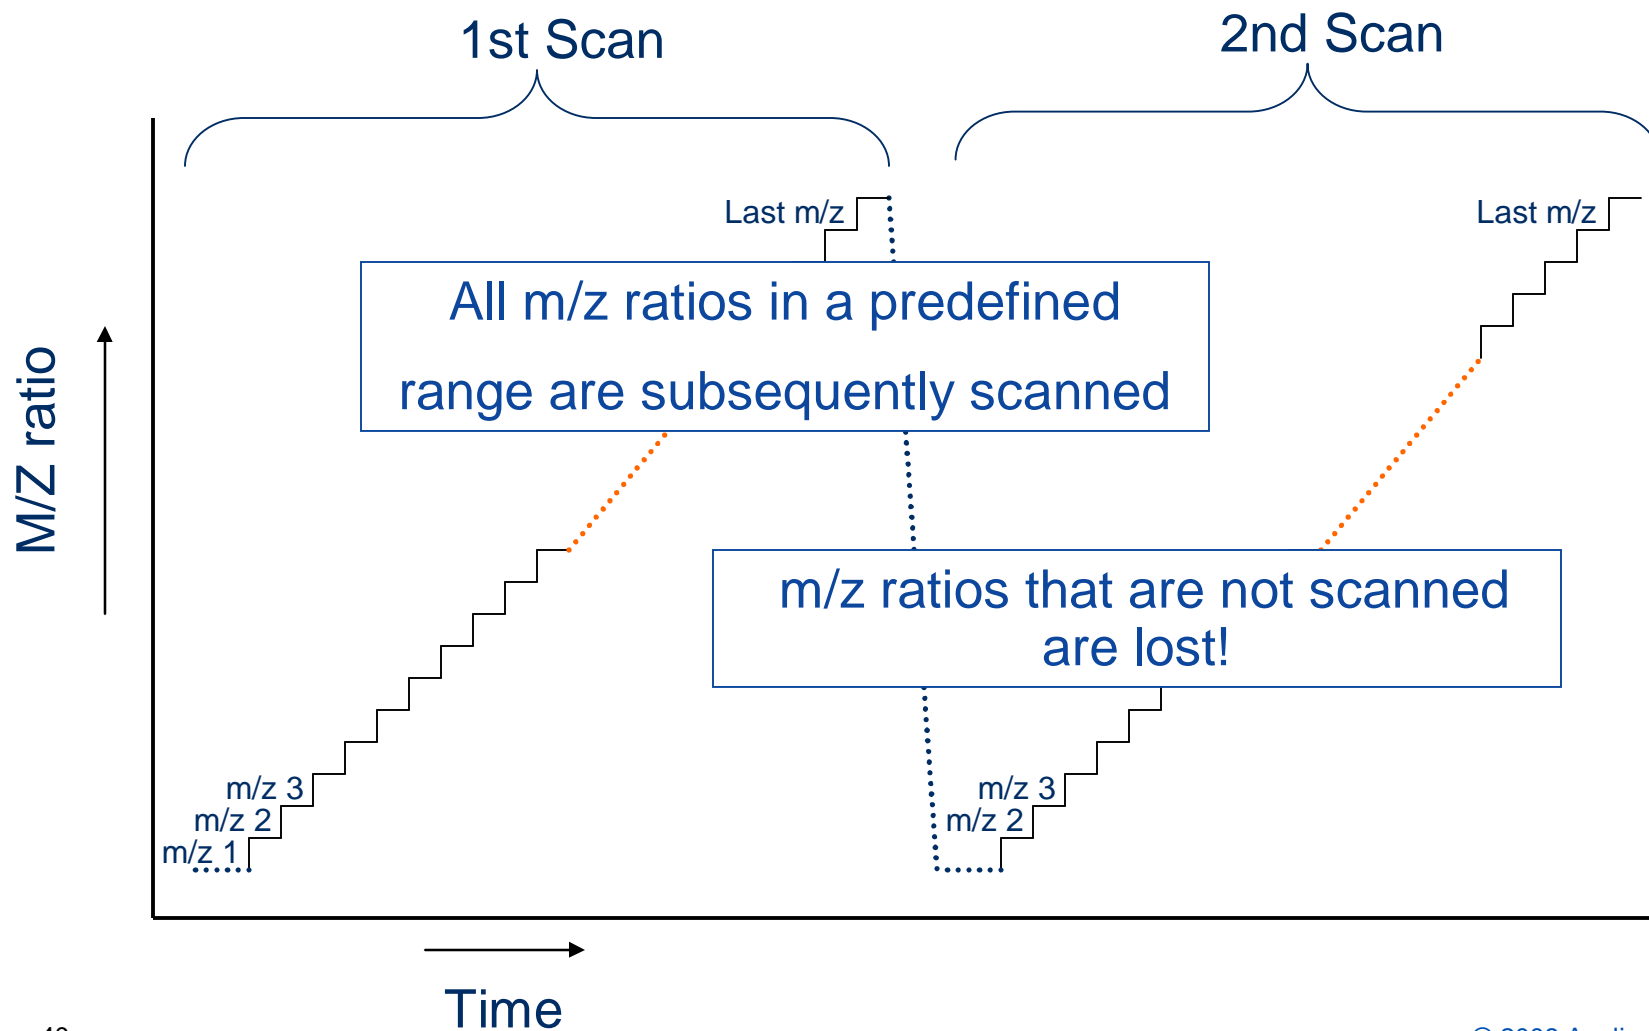 1st Scan
2nd Scan
Last m/z
Last m/z
All m/z ratios in a predefined
range are subsequently scanned
M/Z ratio
m/z ratios that are not scanned
are lost!
m/z 3
m/z 2
m/z 1
m/z 3
m/z 2
Time